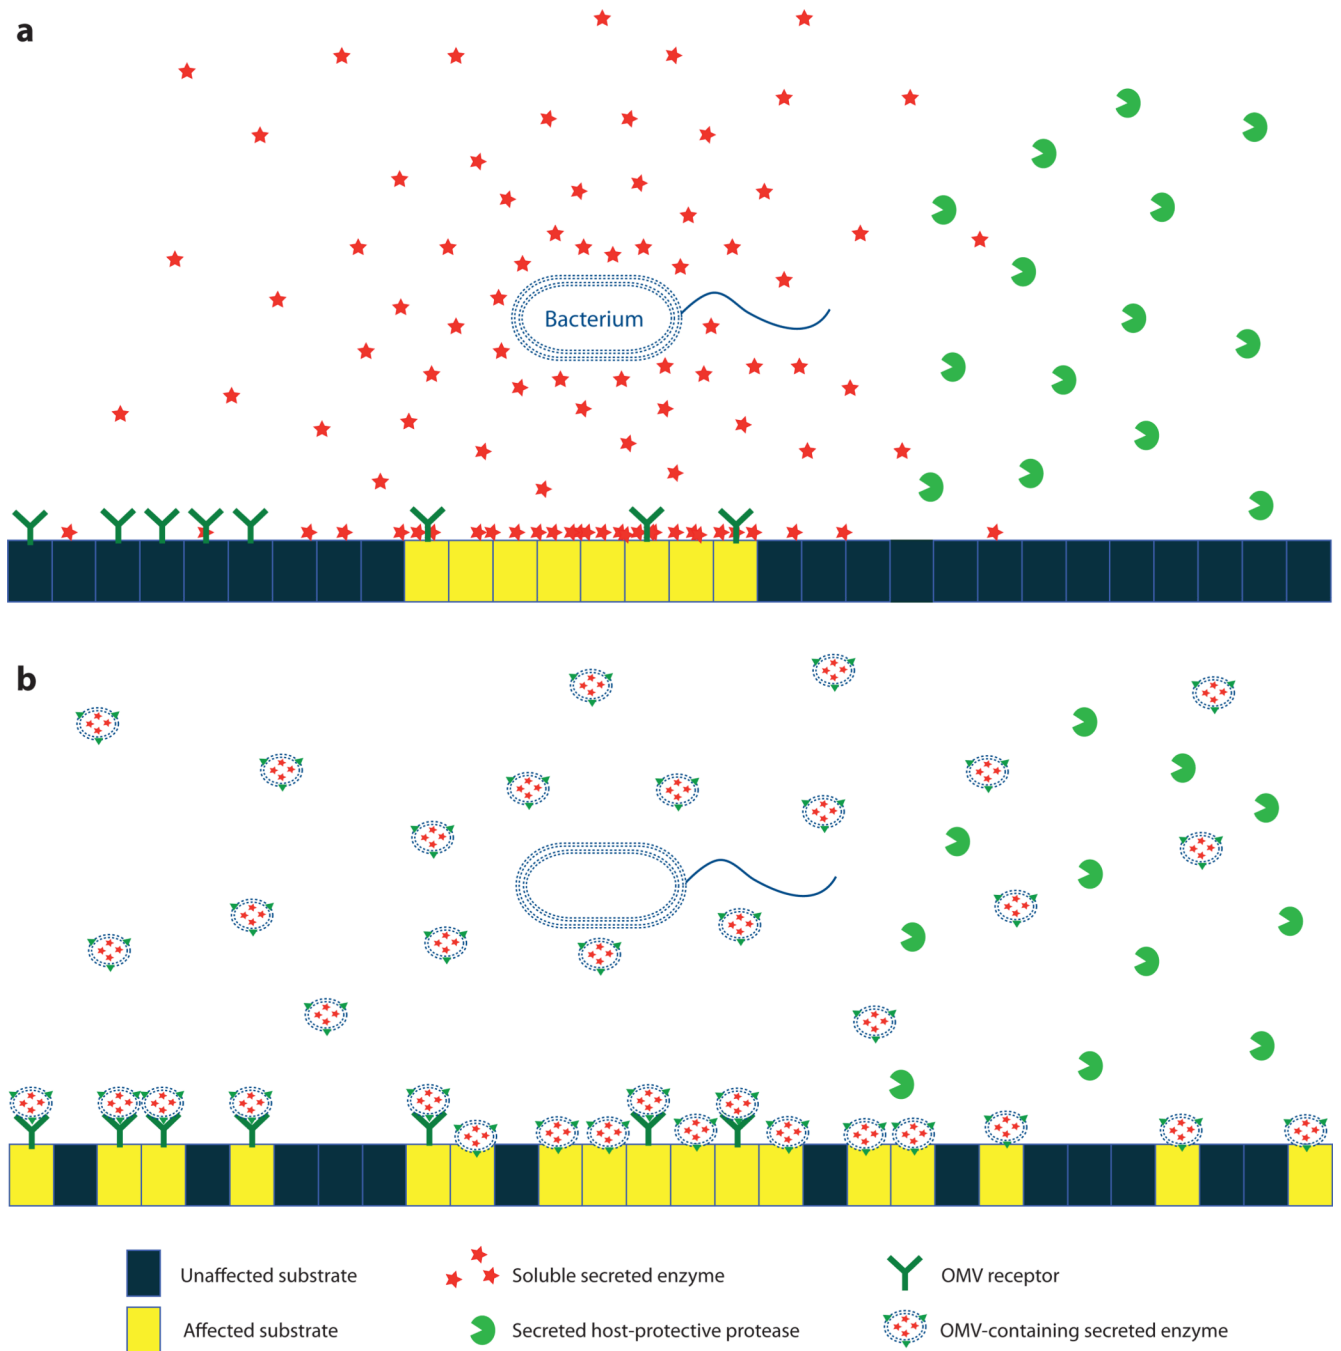 a
Bacterium
b
Unaffected substrate
Soluble secreted enzyme
OMV receptor
Affected substrate
Secreted host-protective protease
OMV-containing secreted enzyme